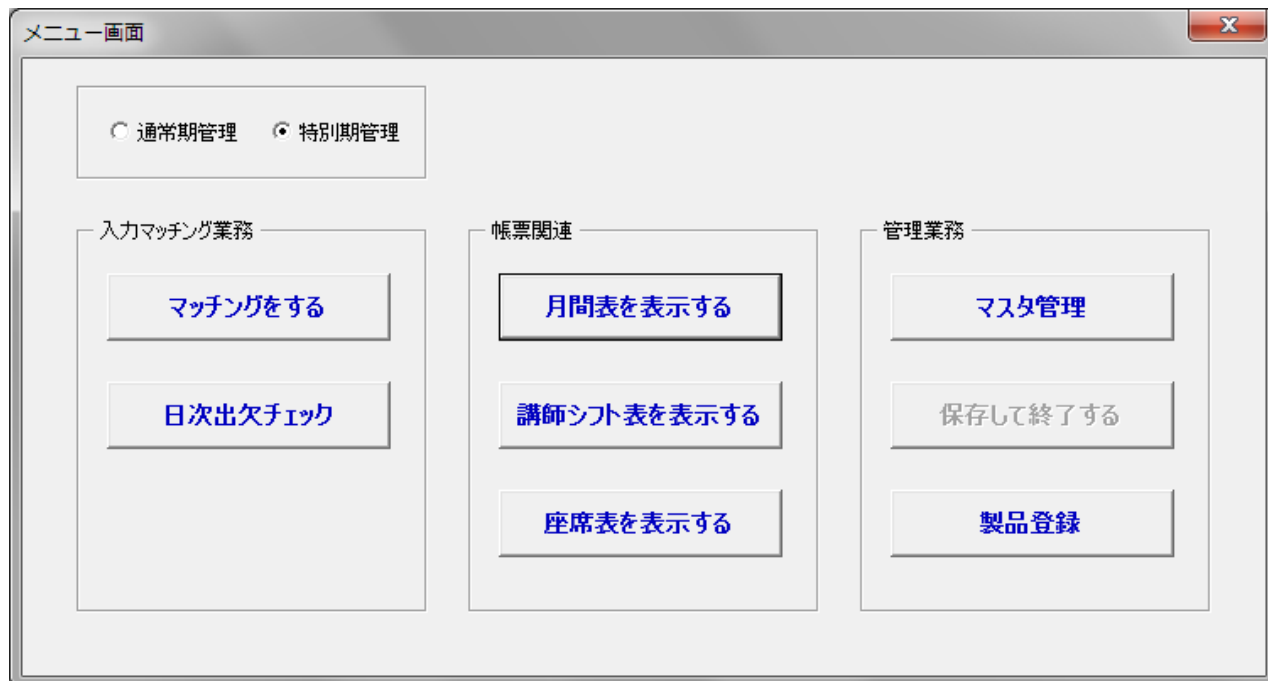 メニュー画面
通常期管理 特別期管理
入力マッチング業務
マッチングをする
日次出欠チェック
帳票関連
月間表を表示する
講師シフト表を表示する
座席表を表示する
管理業務
マスタ管理
保存して終了する
製品登録